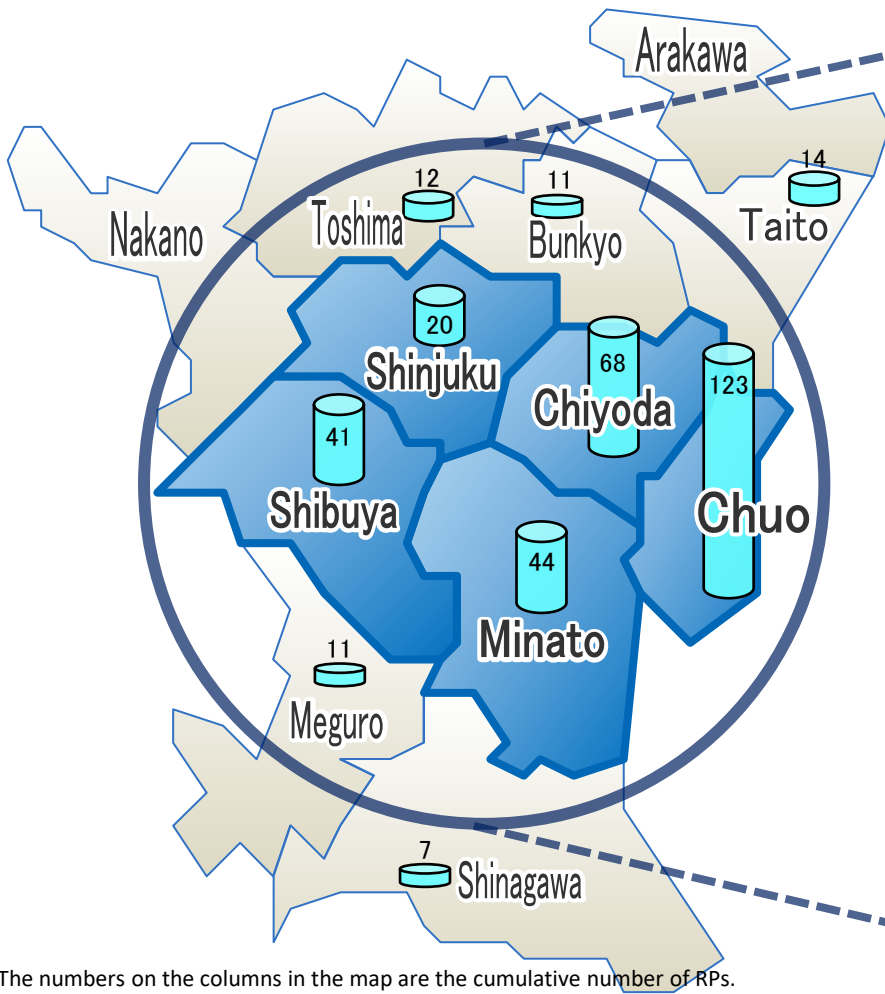 Arakawa
14
12
11
Toshima
Bunkyo
Taito
Nakano
20
Shinjuku
68
Chiyoda
123
Chuo
41
Shibuya
44
Minato
11
Meguro
7
Shinagawa
The numbers on the columns in the map are the cumulative number of RPs.